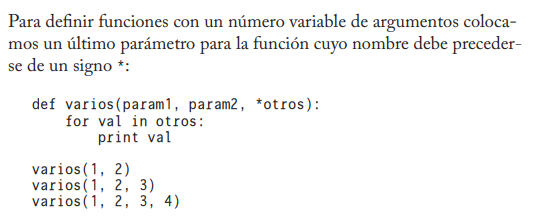 Para definir funciones con un número variable de argumentos coloca-
mos un último parámetro para la función cuyo nombre debe preceder-
se de un signo *:
def varios(param1, param2, *otros):
    for val in otros:
        print val
varios(1, 2)
varios(1, 2, 3)
varios(1, 2, 3, 4)